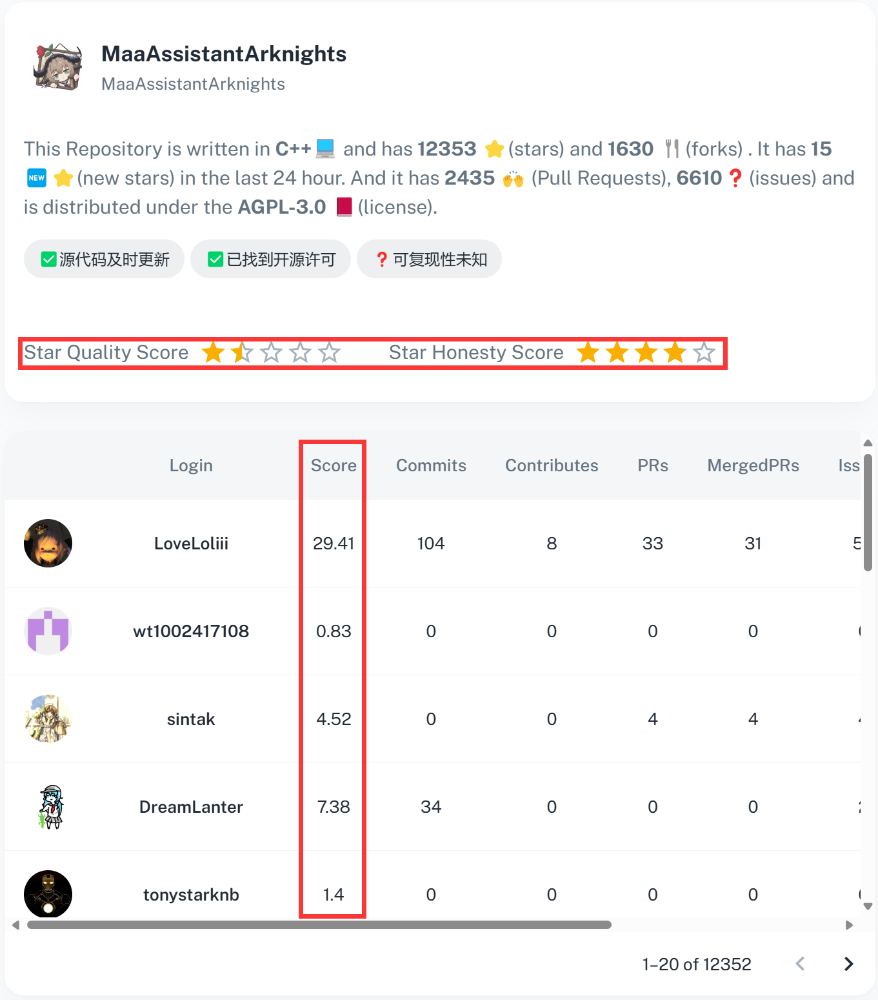 MaaAssistantArknights
MaaAssistantArknights
This Repository is written in C++ 💻 and has 12353 ⭐ (stars) and 1630 🍴 (forks) . It has 15
🆕 ⭐ (new stars) in the last 24 hour. And it has 2435 🙌 (Pull Requests), 6610 ❓ (issues) and
is distributed under the AGPL-3.0 📕 (license).
✅源代码及时更新 ✅已找到开源许可 ❓可复现性未知
Star Quality Score Star Honesty Score
Login Score Commits Contributes PRs MergedPRs Iss
LoveLoliii 29.41 104 8 33 31 5
wt1002417108 0.83 0 0 0 0
sintak 4.52 0 0 4 4
DreamLanter 7.38 34 0 0 0
tonystarknb 1.4 0 0 0 0
1–20 of 12352